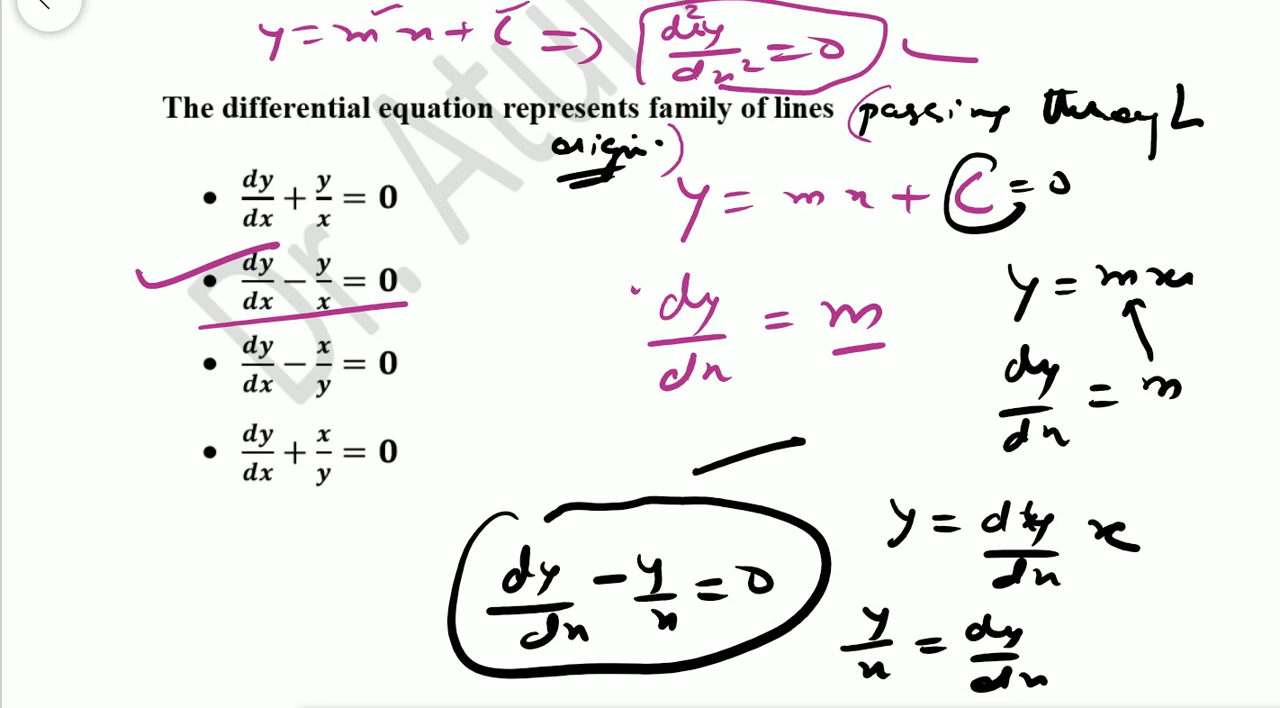 y = mx + c ⇒ d²y/dx² = 0
The differential equation represents family of lines (passing through
origin.)
dy/dx + y/x = 0
dy/dx − y/x = 0
dy/dx − x/y = 0
dy/dx + x/y = 0
y = mx + c = 0
dy/dx = m
y = mx
dy/dx = m
y = dy/dx x
y/x = dy/dx
dy/dx − y/x = 0
Dr. Atul